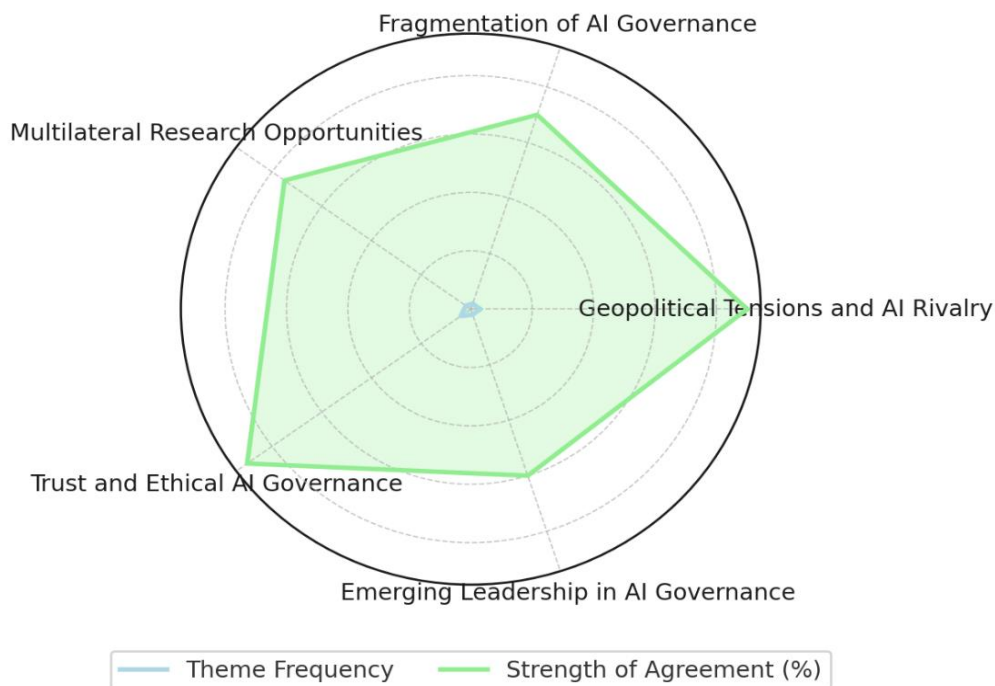 Fragmentation of AI Governance
Multilateral Research Opportunities
Geopolitical Tensions and AI Rivalry
Trust and Ethical AI Governance
Emerging Leadership in AI Governance
Theme Frequency
Strength of Agreement (%)